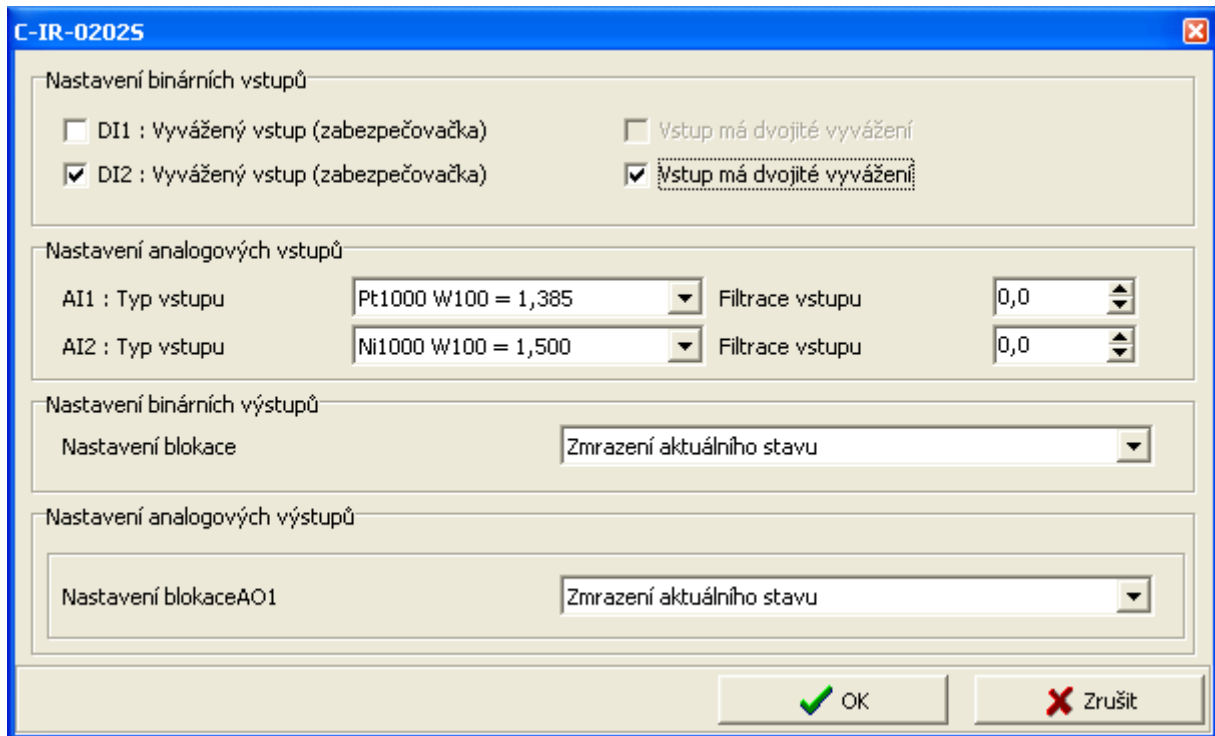 C-IR-0202S
Nastavení binárních vstupů
DI1 : Vyvážený vstup (zabezpečovačka) Vstup má dvojité vyvážení
DI2 : Vyvážený vstup (zabezpečovačka) Vstup má dvojité vyvážení
Nastavení analogových vstupů
AI1 : Typ vstupu Pt1000 W100 = 1,385 Filtrace vstupu 0,0
AI2 : Typ vstupu Ni1000 W100 = 1,500 Filtrace vstupu 0,0
Nastavení binárních výstupů
Nastavení blokace Zmrazení aktuálního stavu
Nastavení analogových výstupů
Nastavení blokaceAO1 Zmrazení aktuálního stavu
OK Zrušit